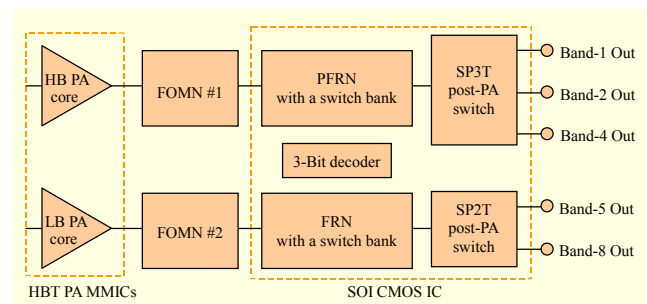 HB PA
core
FOMN #1
PFRN
with a switch bank
SP3T
post-PA
switch
Band-1 Out
Band-2 Out
Band-4 Out
3-Bit decoder
LB PA
core
FOMN #2
FRN
with a switch bank
SP2T
post-PA
switch
Band-5 Out
Band-8 Out
HBT PA MMICs
SOI CMOS IC